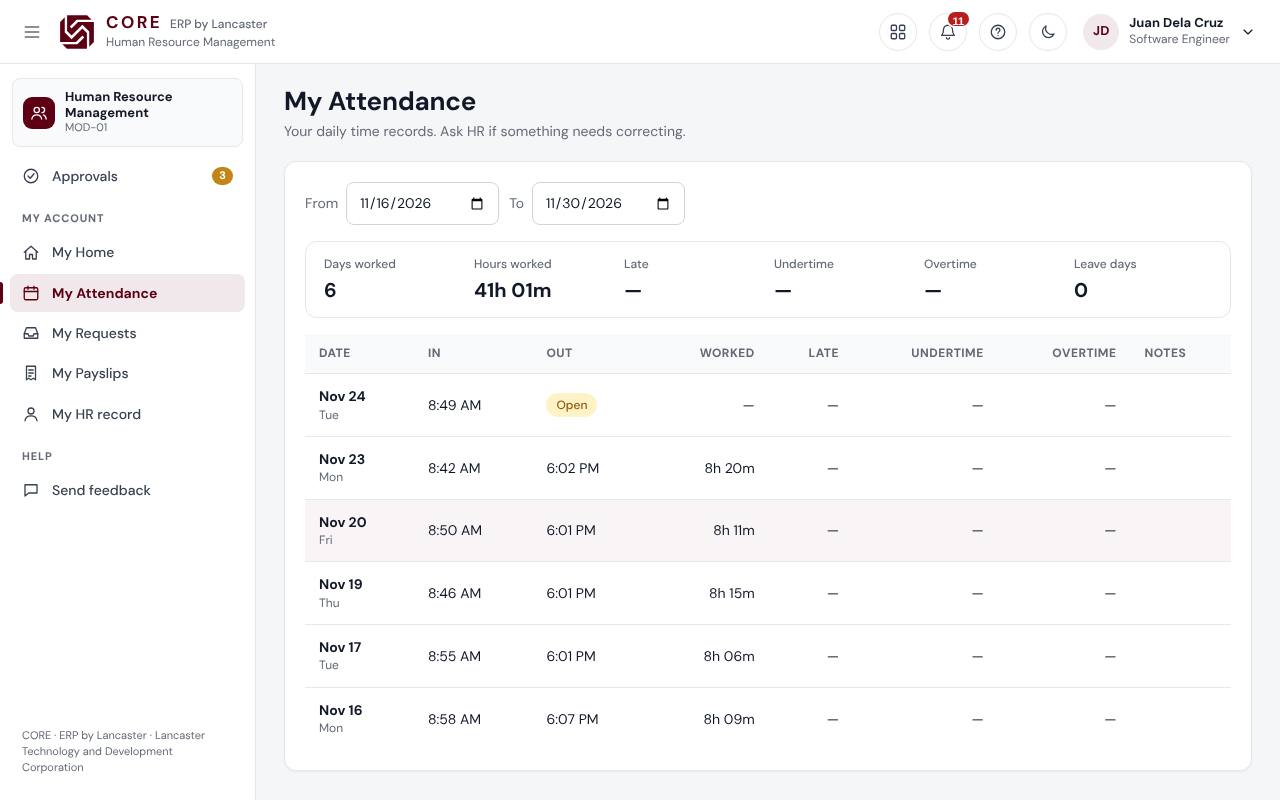 CORE ERP by Lancaster
Human Resource Management
11
JD
Juan Dela Cruz
Software Engineer
Human Resource
Management
MOD-01
Approvals 3
MY ACCOUNT
My Home
My Attendance
My Requests
My Payslips
My HR record
HELP
Send feedback
CORE · ERP by Lancaster · Lancaster
Technology and Development
Corporation
My Attendance
Your daily time records. Ask HR if something needs correcting.
From 11/16/2026 To 11/30/2026
Days worked Hours worked Late Undertime Overtime Leave days
6 41h 01m — — — 0
DATE IN OUT WORKED LATE UNDERTIME OVERTIME NOTES
Nov 24
Tue
8:49 AM Open — — — —
Nov 23
Mon
8:42 AM 6:02 PM 8h 20m — — —
Nov 20
Fri
8:50 AM 6:01 PM 8h 11m — — —
Nov 19
Thu
8:46 AM 6:01 PM 8h 15m — — —
Nov 17
Tue
8:55 AM 6:01 PM 8h 06m — — —
Nov 16
Mon
8:58 AM 6:07 PM 8h 09m — — —